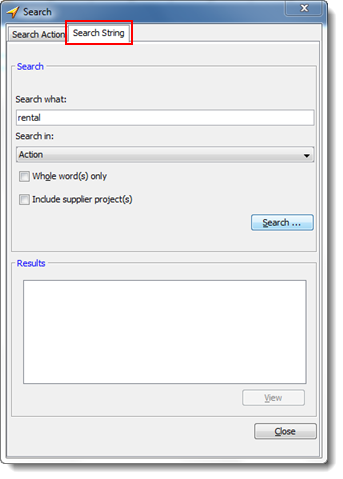 Search
Search Action Search String
Search
Search what:
rental
Search in:
Action
Whole word(s) only
Include supplier project(s)
Search ...
Results
View
Close